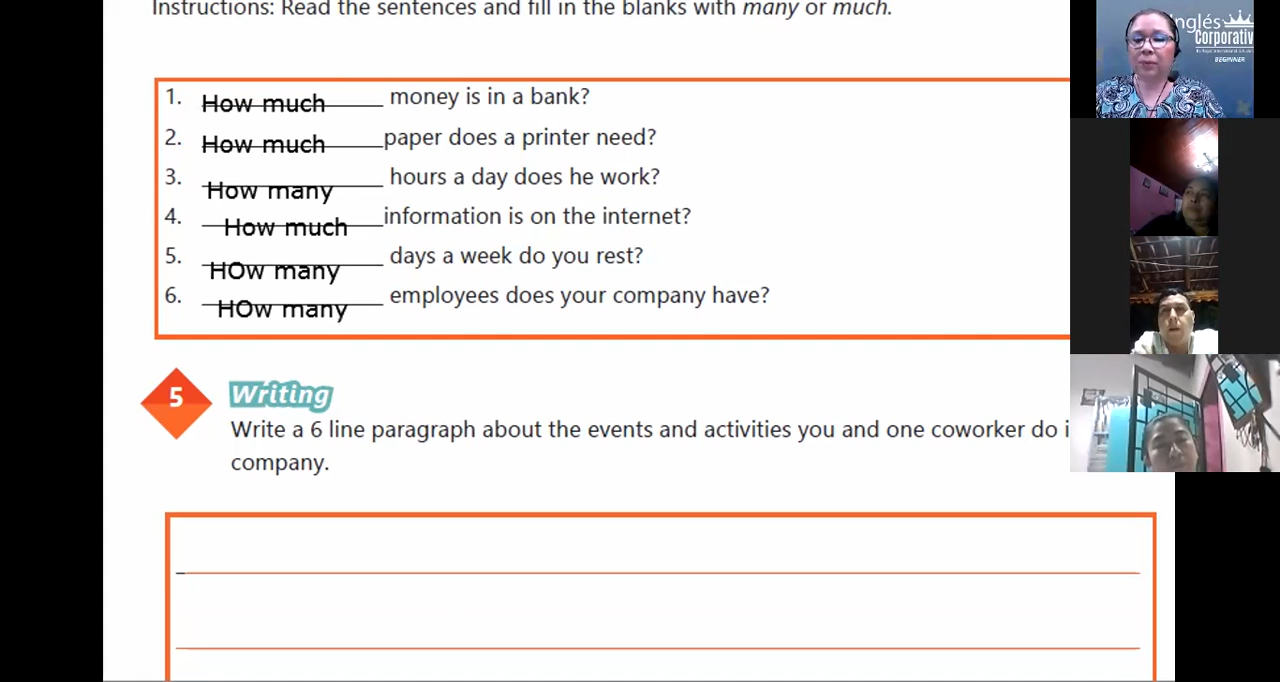 Instructions: Read the sentences and fill in the blanks with many or much.
1. How much money is in a bank?
2. How much paper does a printer need?
3. How many hours a day does he work?
4. How much information is on the internet?
5. HOw many days a week do you rest?
6. HOw many employees does your company have?
5 Writing
Write a 6 line paragraph about the events and activities you and one coworker do i
company.
Inglés
Corporativ
BEGINNER